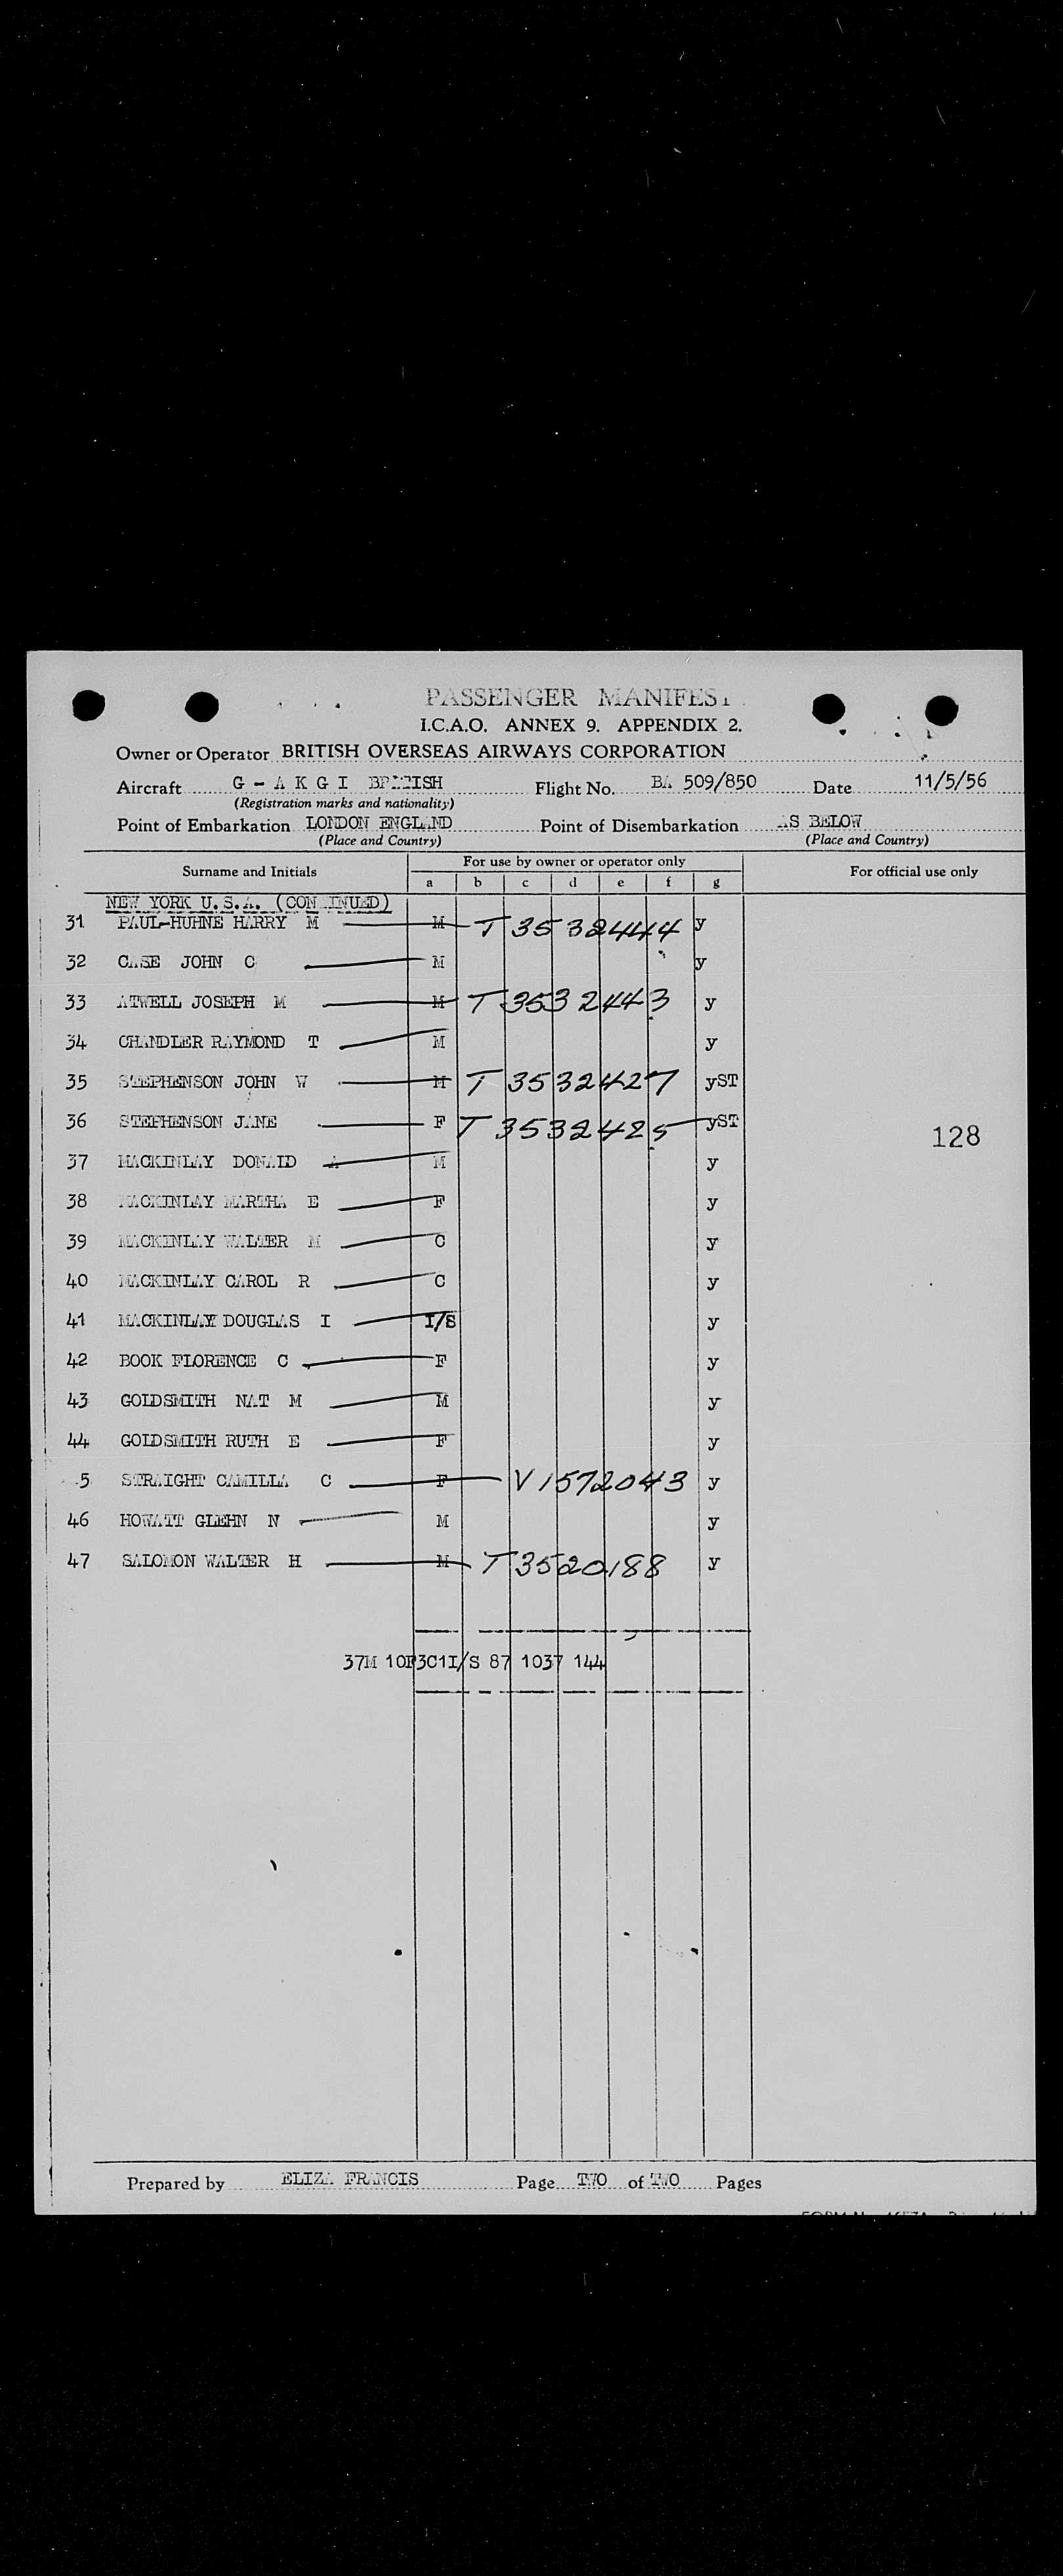 PASSENGER MANIFEST
I.C.A.O. ANNEX 9. APPENDIX 2.
Owner or Operator BRITISH OVERSEAS AIRWAYS CORPORATION
Aircraft G - A K G I BRITISH Flight No. BA 509/850 Date 11/5/56
(Registration marks and nationality)
Point of Embarkation LONDON ENGLAND Point of Disembarkation AS BELOW
(Place and Country) (Place and Country)
Surname and Initials For use by owner or operator only For official use only
a b c d e f g
NEW YORK U.S.A. (CONTINUED)
31 PAUL-HUHNE HARRY M M T 3532444 y
32 CASE JOHN C M y
33 ATWELL JOSEPH M M T 3532443 y
34 CHANDLER RAYMOND T M y
35 STEPHENSON JOHN W M T 3532427 yST
36 STEPHENSON JANE F T 3532425 yST
128
37 MACKINLAY DONALD A M y
38 MACKINLAY MARTHA E F y
39 MACKINLAY WALTER M C y
40 MACKINLAY CAROL R C y
41 MACKINLAY DOUGLAS I I/S y
42 BOOK FLORENCE C F y
43 GOLDSMITH NAT M M y
44 GOLDSMITH RUTH E F y
5 STRAIGHT CAMILLA C F V 1572043 y
46 HOWATT GLEHN N M y
47 SALOMON WALTER H M T 3520188 y
37M 10F3C1I/S 87 1037 144
Prepared by ELIZA FRANCIS Page TWO of TWO Pages